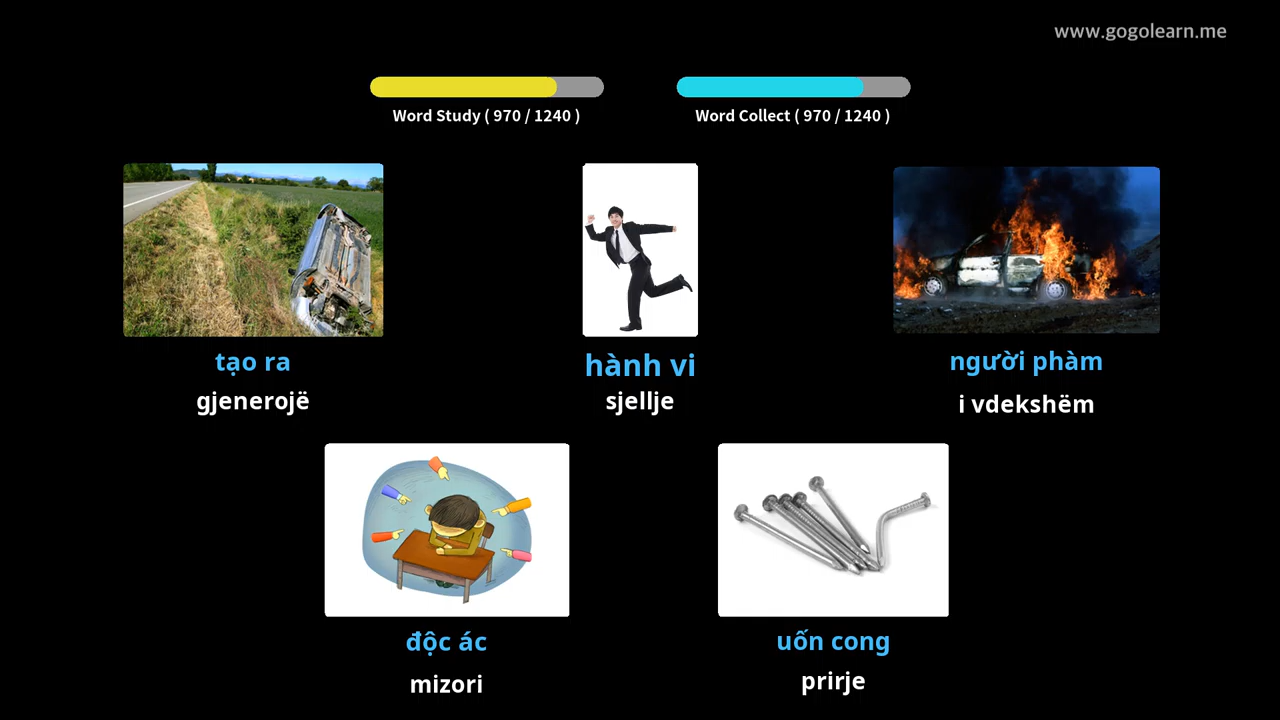 www.gogolearn.me
Word Study ( 970 / 1240 )
Word Collect ( 970 / 1240 )
tạo ra
gjenerojë
hành vi
sjellje
người phàm
i vdekshëm
độc ác
mizori
uốn cong
prirje